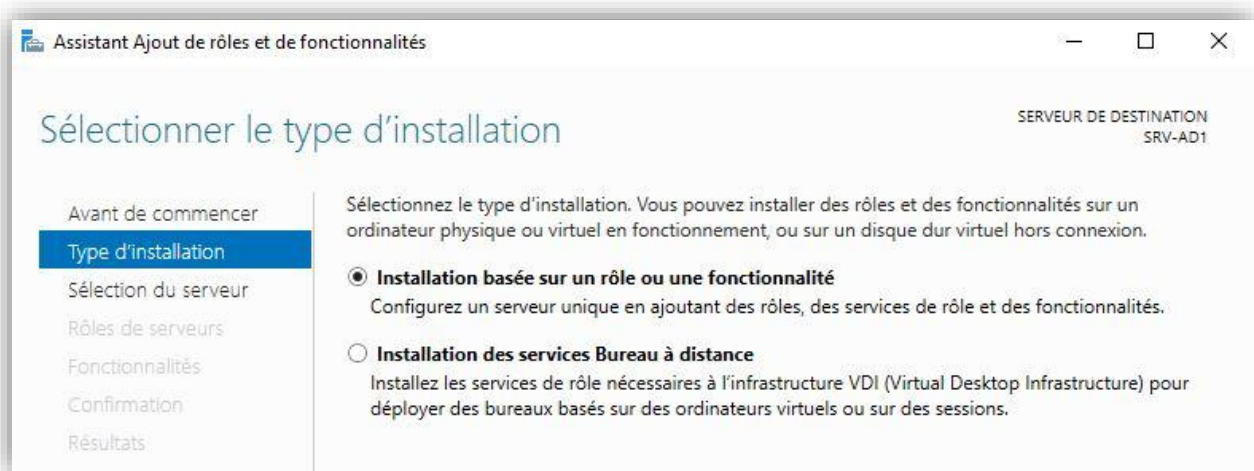 Assistant Ajout de rôles et de fonctionnalités
Sélectionner le type d'installation
SERVEUR DE DESTINATION
SRV-AD1
Avant de commencer
Type d'installation
Sélection du serveur
Rôles de serveurs
Fonctionnalités
Confirmation
Résultats
Sélectionnez le type d'installation. Vous pouvez installer des rôles et des fonctionnalités sur un
ordinateur physique ou virtuel en fonctionnement, ou sur un disque dur virtuel hors connexion.
Installation basée sur un rôle ou une fonctionnalité
Configurez un serveur unique en ajoutant des rôles, des services de rôle et des fonctionnalités.
Installation des services Bureau à distance
Installez les services de rôle nécessaires à l'infrastructure VDI (Virtual Desktop Infrastructure) pour
déployer des bureaux basés sur des ordinateurs virtuels ou sur des sessions.